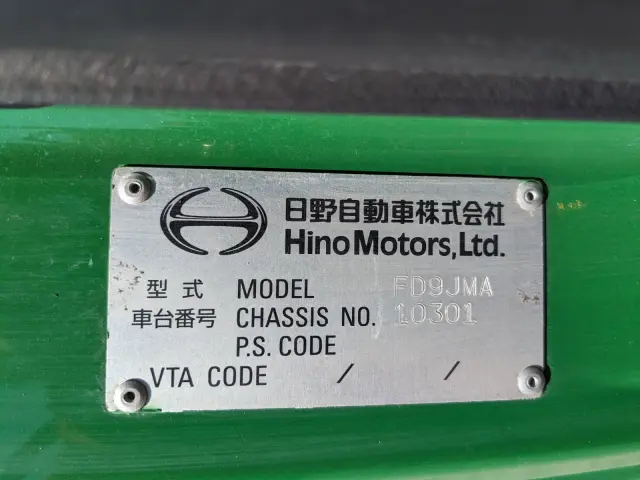 日野自動車株式会社
Hino Motors, Ltd.
型式 MODEL FD9JMA
車台番号 CHASSIS NO. 10301
P.S. CODE
VTA CODE / /